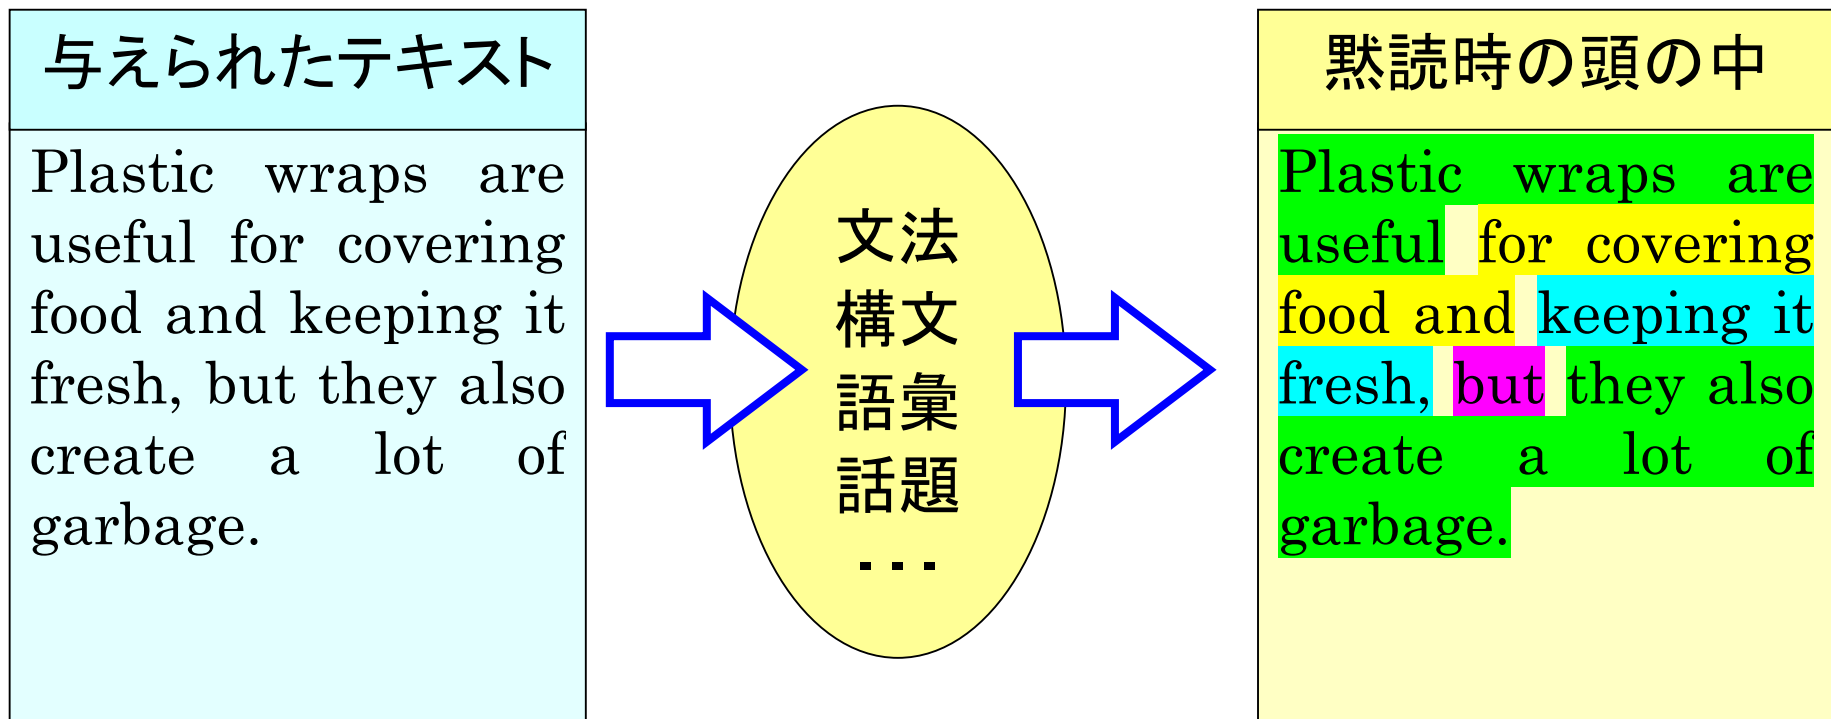 与えられたテキスト
Plastic wraps are
useful for covering
food and keeping it
fresh, but they also
create a lot of
garbage.
文法
構文
語彙
話題
・・・
黙読時の頭の中
Plastic wraps are
useful for covering
food and keeping it
fresh, but they also
create a lot of
garbage.